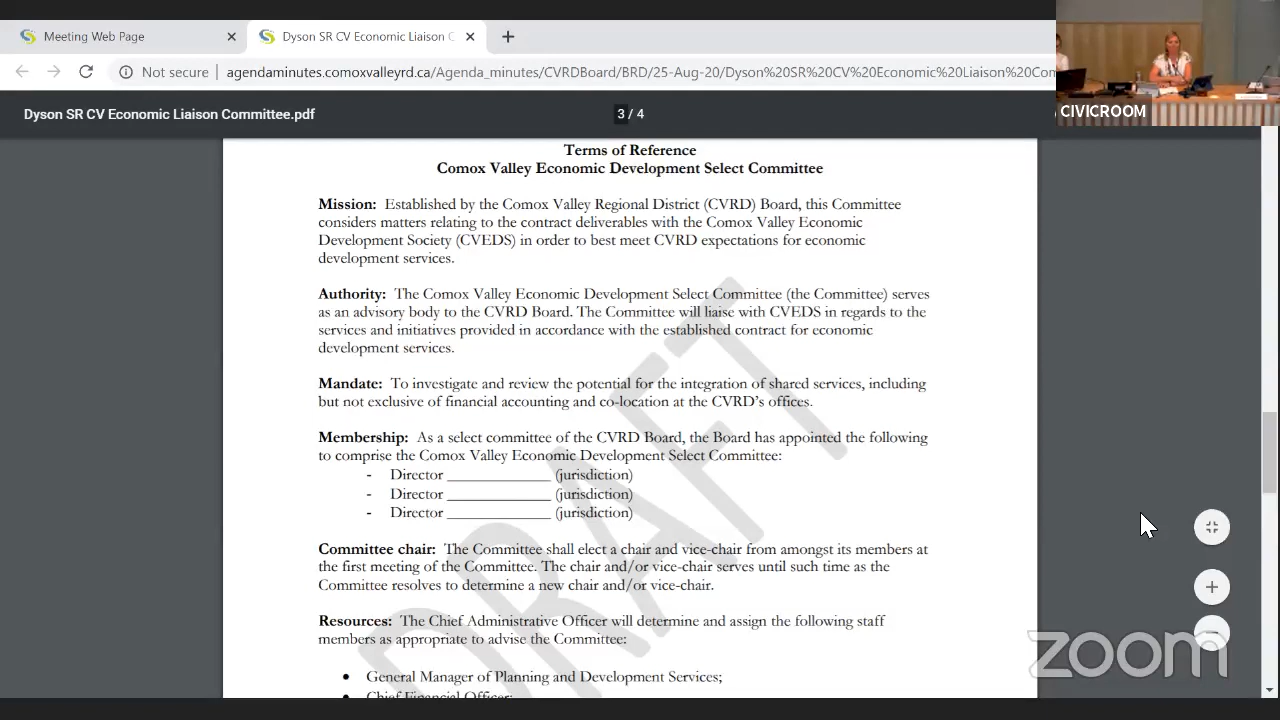 Meeting Web Page
Dyson SR CV Economic Liaison C
Not secure
agendaminutes.comoxvalleyrd.ca/Agenda_minutes/CVRDBoard/BRD/25-Aug-20/Dyson%20SR%20CV%20Economic%20Liaison%20Com
CIVICROOM
Dyson SR CV Economic Liaison Committee.pdf
3 / 4
Terms of Reference
Comox Valley Economic Development Select Committee
Mission: Established by the Comox Valley Regional District (CVRD) Board, this Committee
considers matters relating to the contract deliverables with the Comox Valley Economic
Development Society (CVEDS) in order to best meet CVRD expectations for economic
development services.
Authority: The Comox Valley Economic Development Select Committee (the Committee) serves
as an advisory body to the CVRD Board. The Committee will liaise with CVEDS in regards to the
services and initiatives provided in accordance with the established contract for economic
development services.
Mandate: To investigate and review the potential for the integration of shared services, including
but not exclusive of financial accounting and co-location at the CVRD's offices.
Membership: As a select committee of the CVRD Board, the Board has appointed the following
to comprise the Comox Valley Economic Development Select Committee:
- Director _____________ (jurisdiction)
- Director _____________ (jurisdiction)
- Director _____________ (jurisdiction)
Committee chair: The Committee shall elect a chair and vice-chair from amongst its members at
the first meeting of the Committee. The chair and/or vice-chair serves until such time as the
Committee resolves to determine a new chair and/or vice-chair.
Resources: The Chief Administrative Officer will determine and assign the following staff
members as appropriate to advise the Committee:
• General Manager of Planning and Development Services;
• Chief Financial Officer;
DRAFT
zoom